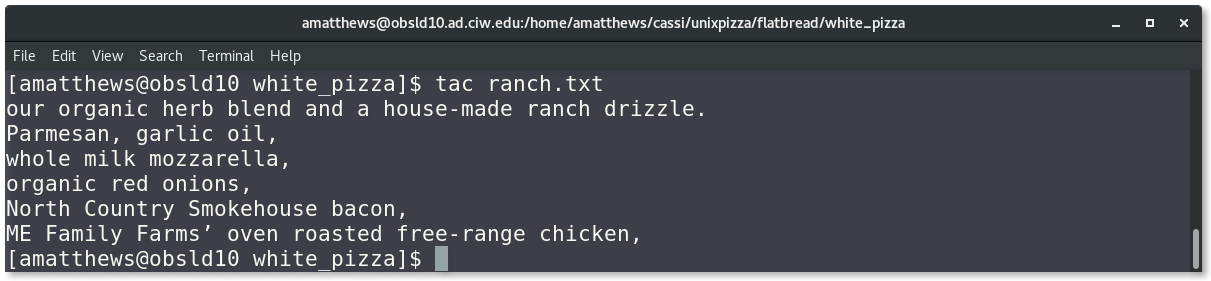 amatthews@obsld10.ad.ciw.edu:/home/amatthews/cassi/unixpizza/flatbread/white_pizza
File Edit View Search Terminal Help
[amatthews@obsld10 white_pizza]$ tac ranch.txt
our organic herb blend and a house-made ranch drizzle.
Parmesan, garlic oil,
whole milk mozzarella,
organic red onions,
North Country Smokehouse bacon,
ME Family Farms’ oven roasted free-range chicken,
[amatthews@obsld10 white_pizza]$